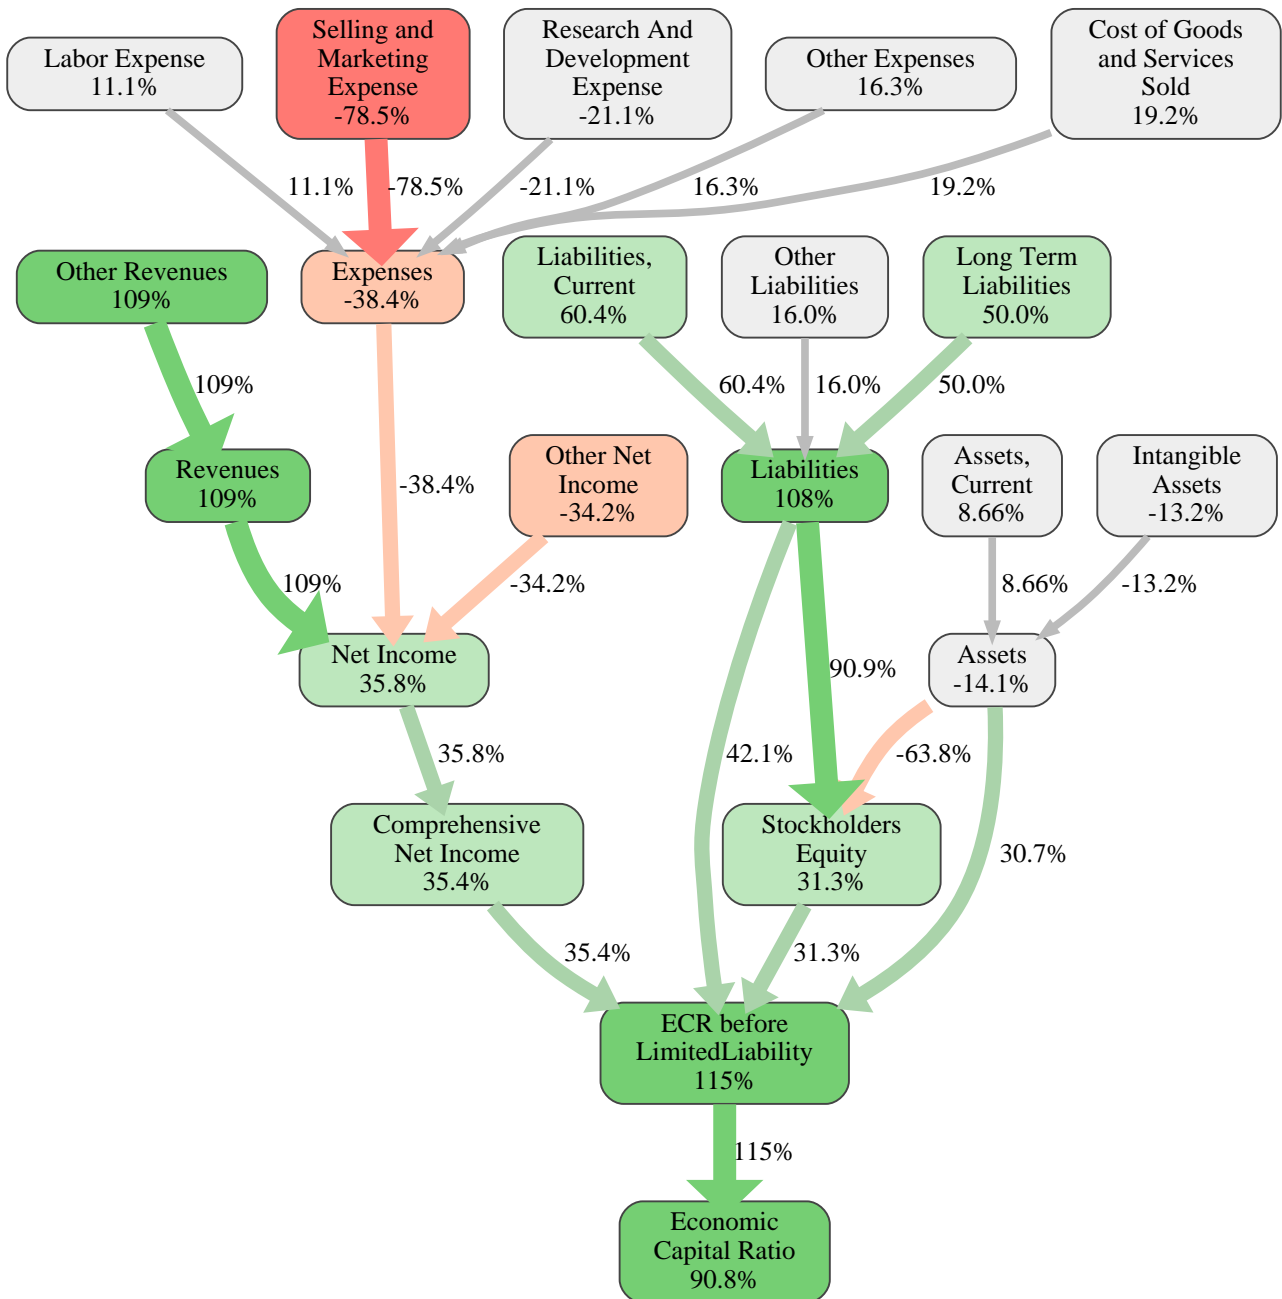 Labor Expense
11.1%
Selling and
Marketing
Expense
-78.5%
Research And
Development
Expense
-21.1%
Other Expenses
16.3%
Cost of Goods
and Services
Sold
19.2%
11.1%
-78.5%
-21.1%
16.3%
19.2%
Other Revenues
109%
Expenses
-38.4%
Liabilities,
Current
60.4%
Other
Liabilities
16.0%
Long Term
Liabilities
50.0%
109%
60.4%
16.0%
50.0%
Revenues
109%
-38.4%
Other Net
Income
-34.2%
Liabilities
108%
Assets,
Current
8.66%
Intangible
Assets
-13.2%
109%
-34.2%
8.66%
-13.2%
Net Income
35.8%
90.9%
Assets
-14.1%
35.8%
42.1%
-63.8%
Comprehensive
Net Income
35.4%
Stockholders
Equity
31.3%
30.7%
35.4%
31.3%
ECR before
LimitedLiability
115%
115%
Economic
Capital Ratio
90.8%